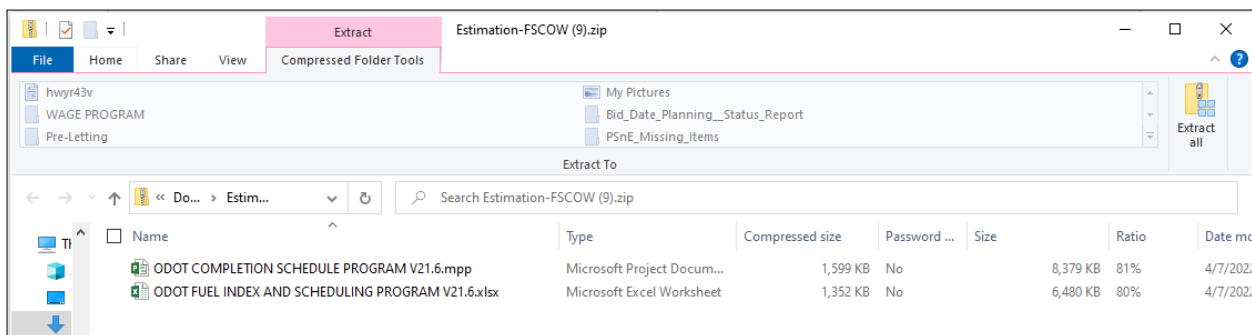 Extract Estimation-FSCOW (9).zip
File Home Share View Compressed Folder Tools
hwyr43v My Pictures
WAGE PROGRAM Bid_Date_Planning__Status_Report
Pre-Letting PSnE_Missing_Items
Extract all
Extract To
« Do... › Estim... Search Estimation-FSCOW (9).zip
Name Type Compressed size Password ... Size Ratio Date mo
ODOT COMPLETION SCHEDULE PROGRAM V21.6.mpp Microsoft Project Docum... 1,599 KB No 8,379 KB 81% 4/7/202
ODOT FUEL INDEX AND SCHEDULING PROGRAM V21.6.xlsx Microsoft Excel Worksheet 1,352 KB No 6,480 KB 80% 4/7/202